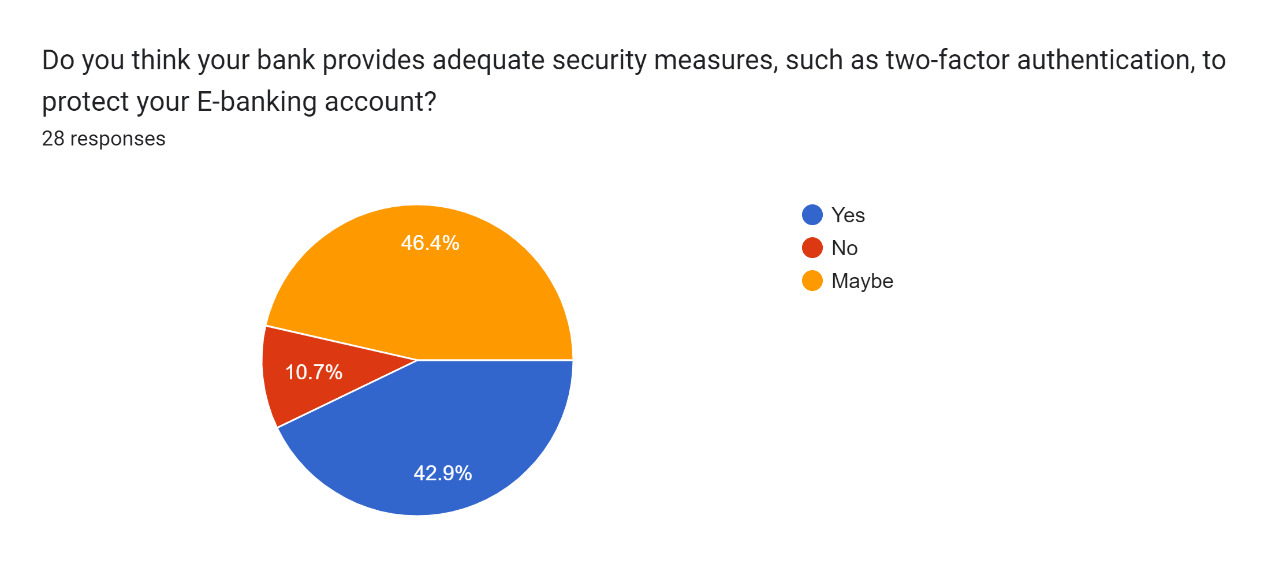 Do you think your bank provides adequate security measures, such as two-factor authentication, to
protect your E-banking account?
28 responses
Yes
No
Maybe
46.4%
10.7%
42.9%